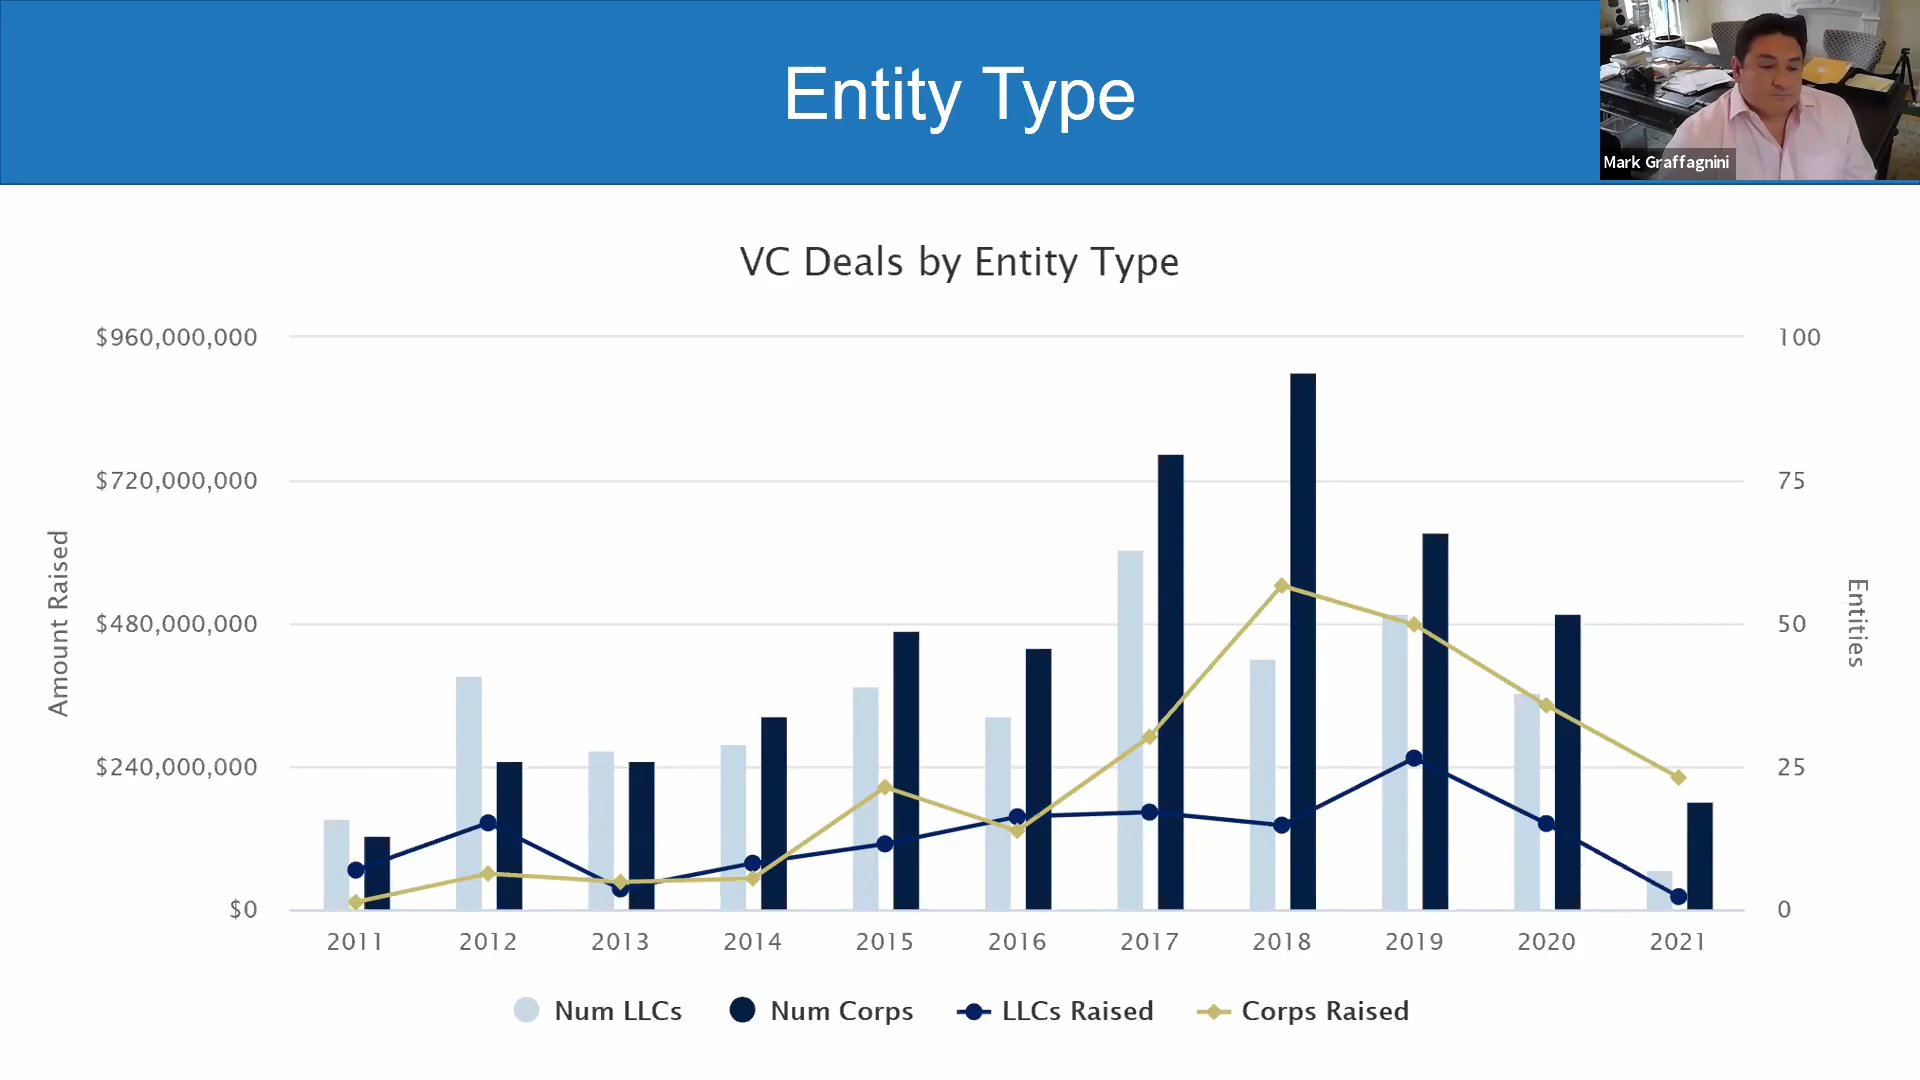 Entity Type
Mark Graffagnini
VC Deals by Entity Type
$960,000,000
$720,000,000
$480,000,000
$240,000,000
$0
Amount Raised
100
75
50
25
0
Entities
2011 2012 2013 2014 2015 2016 2017 2018 2019 2020 2021
Num LLCs Num Corps LLCs Raised Corps Raised